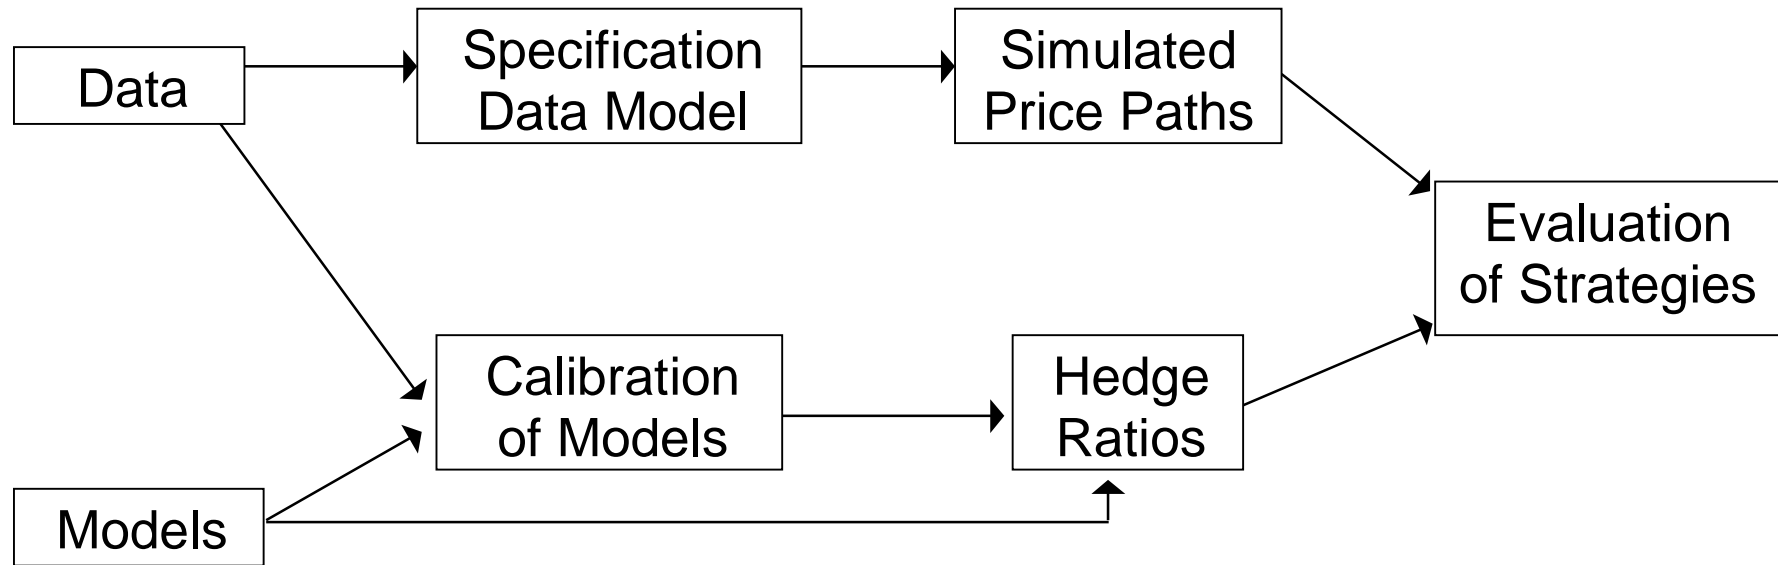 Data
Specification
Data Model
Simulated
Price Paths
Evaluation
of Strategies
Calibration
of Models
Hedge
Ratios
Models